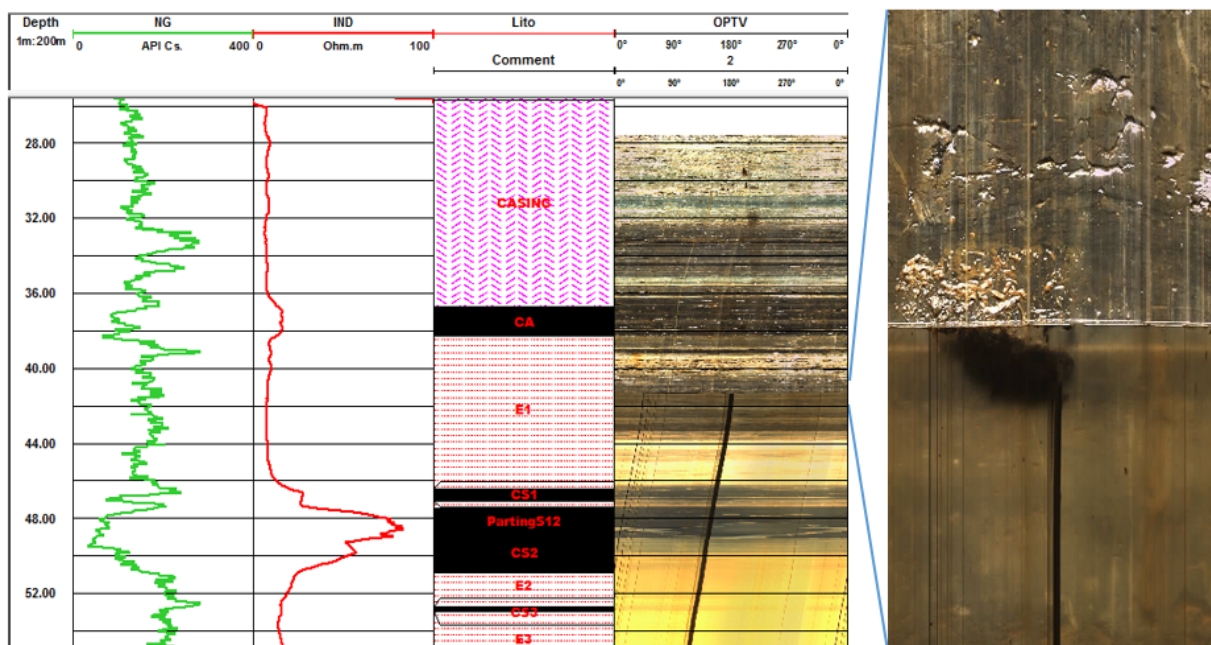 Depth NG IND Lito OPTV
1m:200m 0 API Cs. 400 0 Ohm.m 100 0° 90° 180° 270° 0°
Comment 2
0° 90° 180° 270° 0°
28.00
32.00
CASING
36.00
CA
40.00
E1
44.00
CS1
48.00
PartingS12
CS2
E2
52.00
CS3
E3